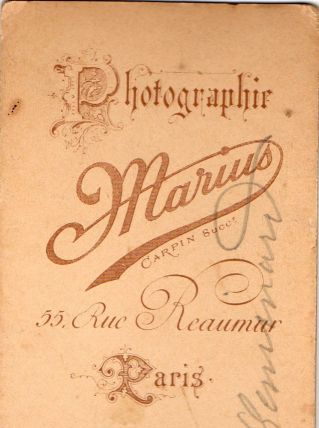 Photographie
Marius
CARPIN Succr.
55. Rue Reaumur
Paris.